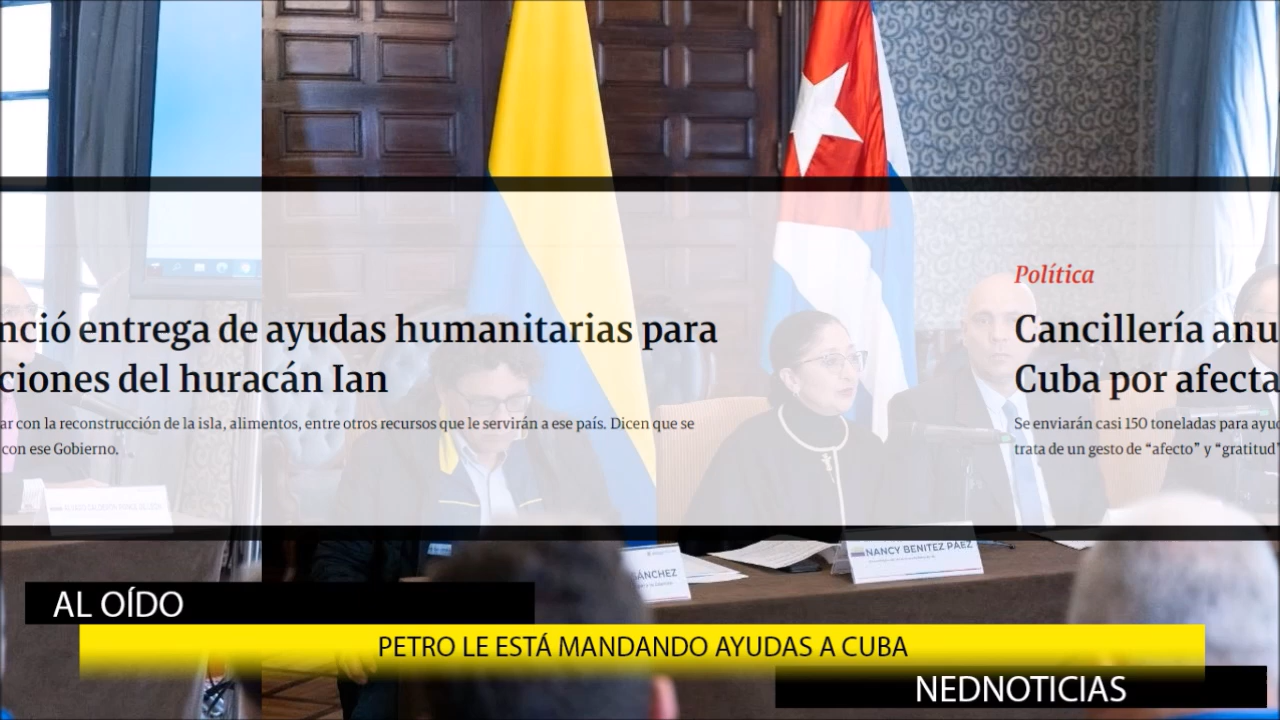 nció entrega de ayudas humanitarias para
ciones del huracán Ian
ar con la reconstrucción de la isla, alimentos, entre otros recursos que le servirán a ese país. Dicen que se
con ese Gobierno.
Política
Cancillería anu
Cuba por afecta
Se enviarán casi 150 toneladas para ayud
trata de un gesto de “afecto” y “gratitud”
SÁNCHEZ
NANCY BENITEZ PAEZ
AL OÍDO
PETRO LE ESTÁ MANDANDO AYUDAS A CUBA
NEDNOTICIAS